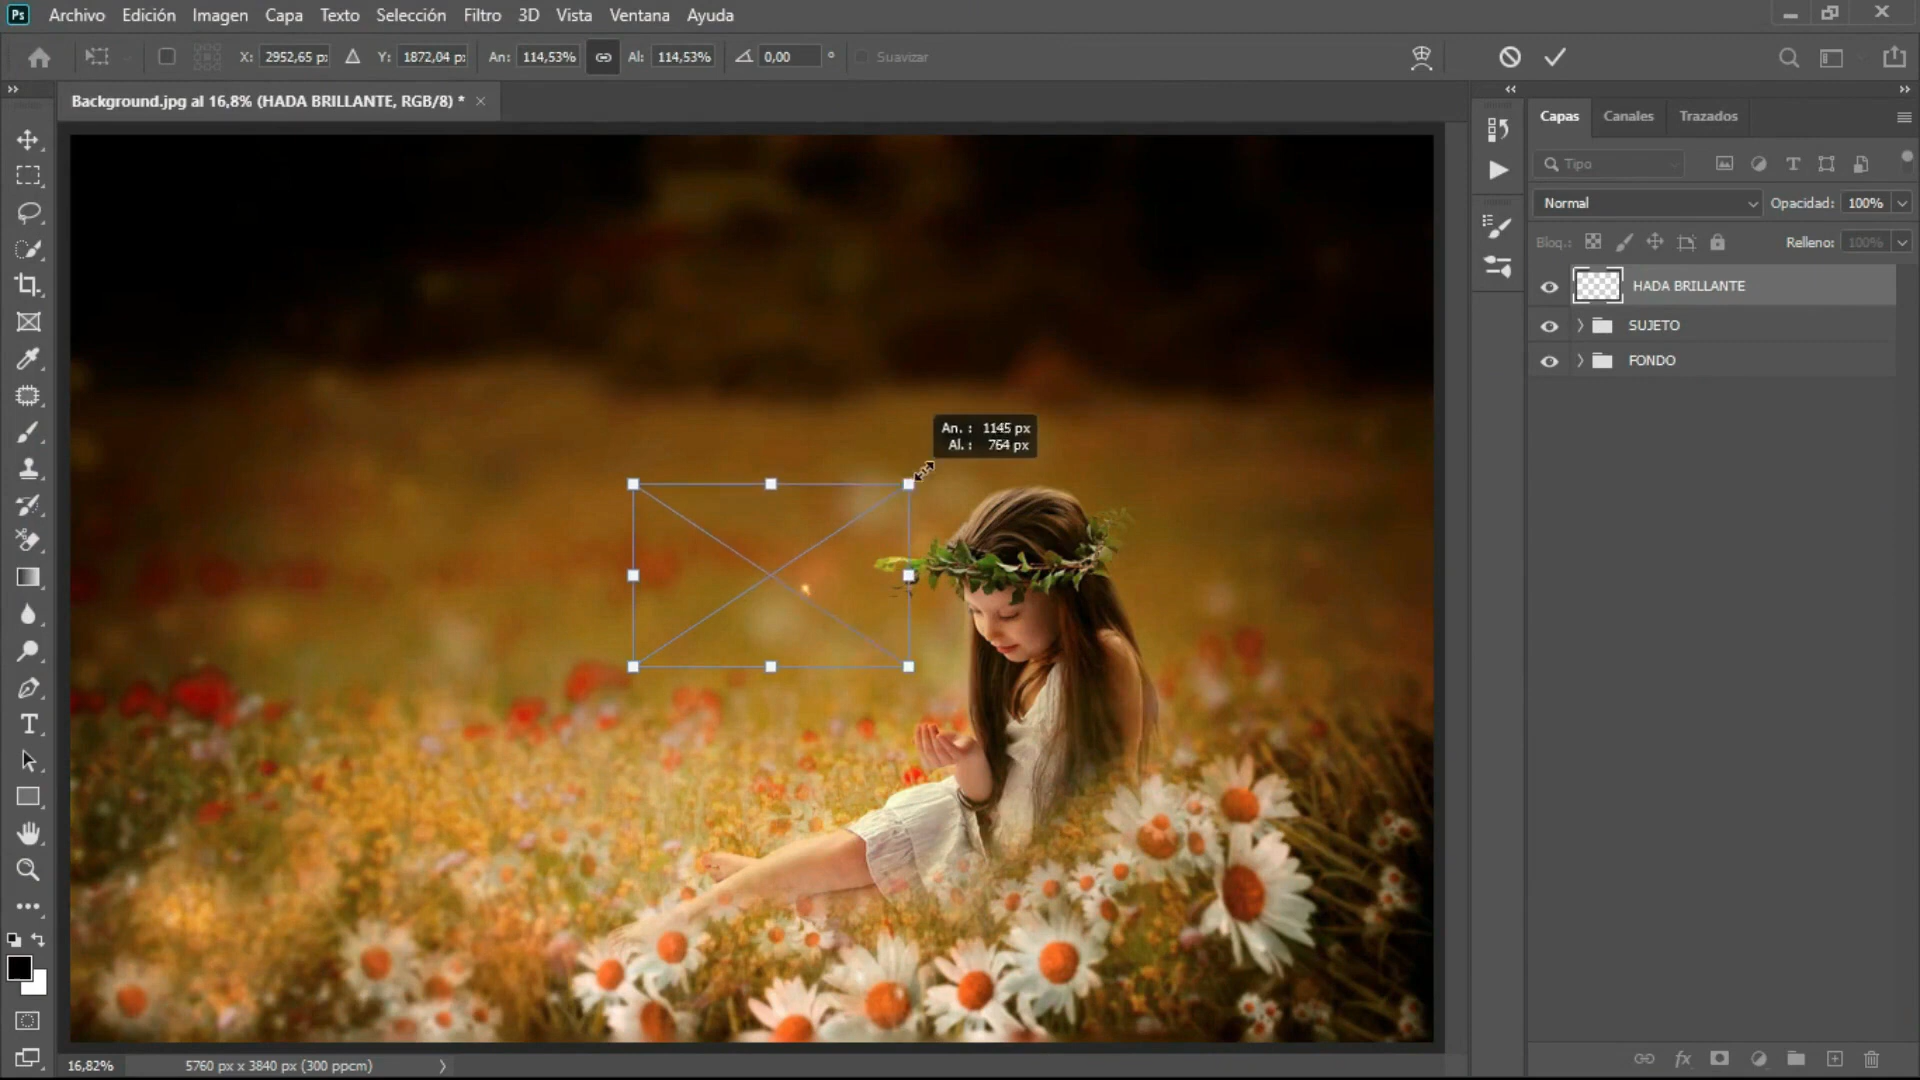 Ps Archivo Edición Imagen Capa Texto Selección Filtro 3D Vista Ventana Ayuda
X: 2952,65 p: Y: 1872,04 p: An: 114,53% Al: 114,53% 0,00 ° Suavizar
Background.jpg al 16,8% (HADA BRILLANTE, RGB/8) * ×
Capas Canales Trazados
Tipo
Normal Opacidad: 100%
Bloq.: Relleno: 100%
HADA BRILLANTE
SUJETO
FONDO
An. : 1145 px
Al. : 764 px
16,82% 5760 px x 3840 px (300 ppcm)